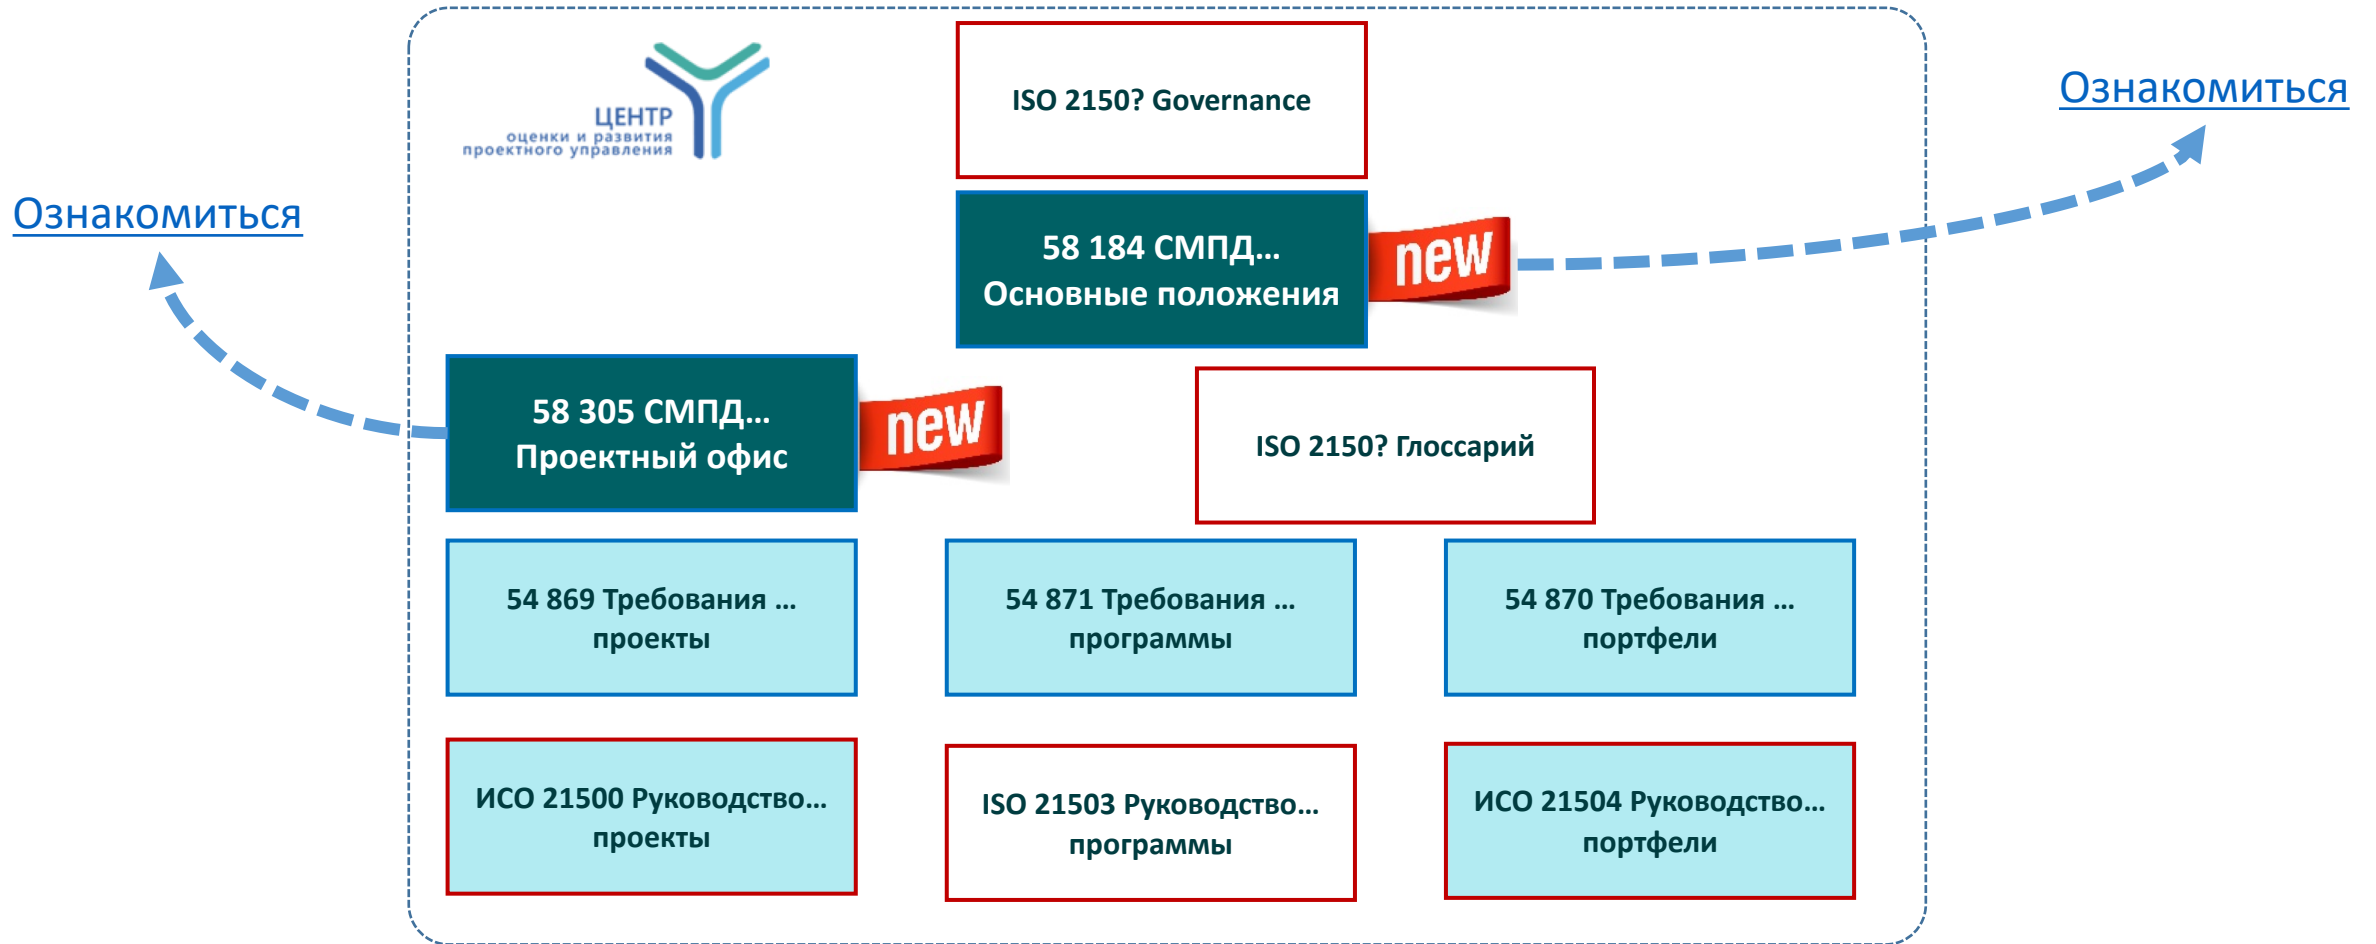 ЦЕНТР
оценки и развития
проектного управления
ISO 2150? Governance
Ознакомиться
Ознакомиться
58 184 СМПД...
Основные положения
new
58 305 СМПД...
Проектный офис
new
ISO 2150? Глоссарий
54 869 Требования ...
проекты
54 871 Требования ...
программы
54 870 Требования ...
портфели
ИСО 21500 Руководство...
проекты
ISO 21503 Руководство...
программы
ИСО 21504 Руководство...
портфели